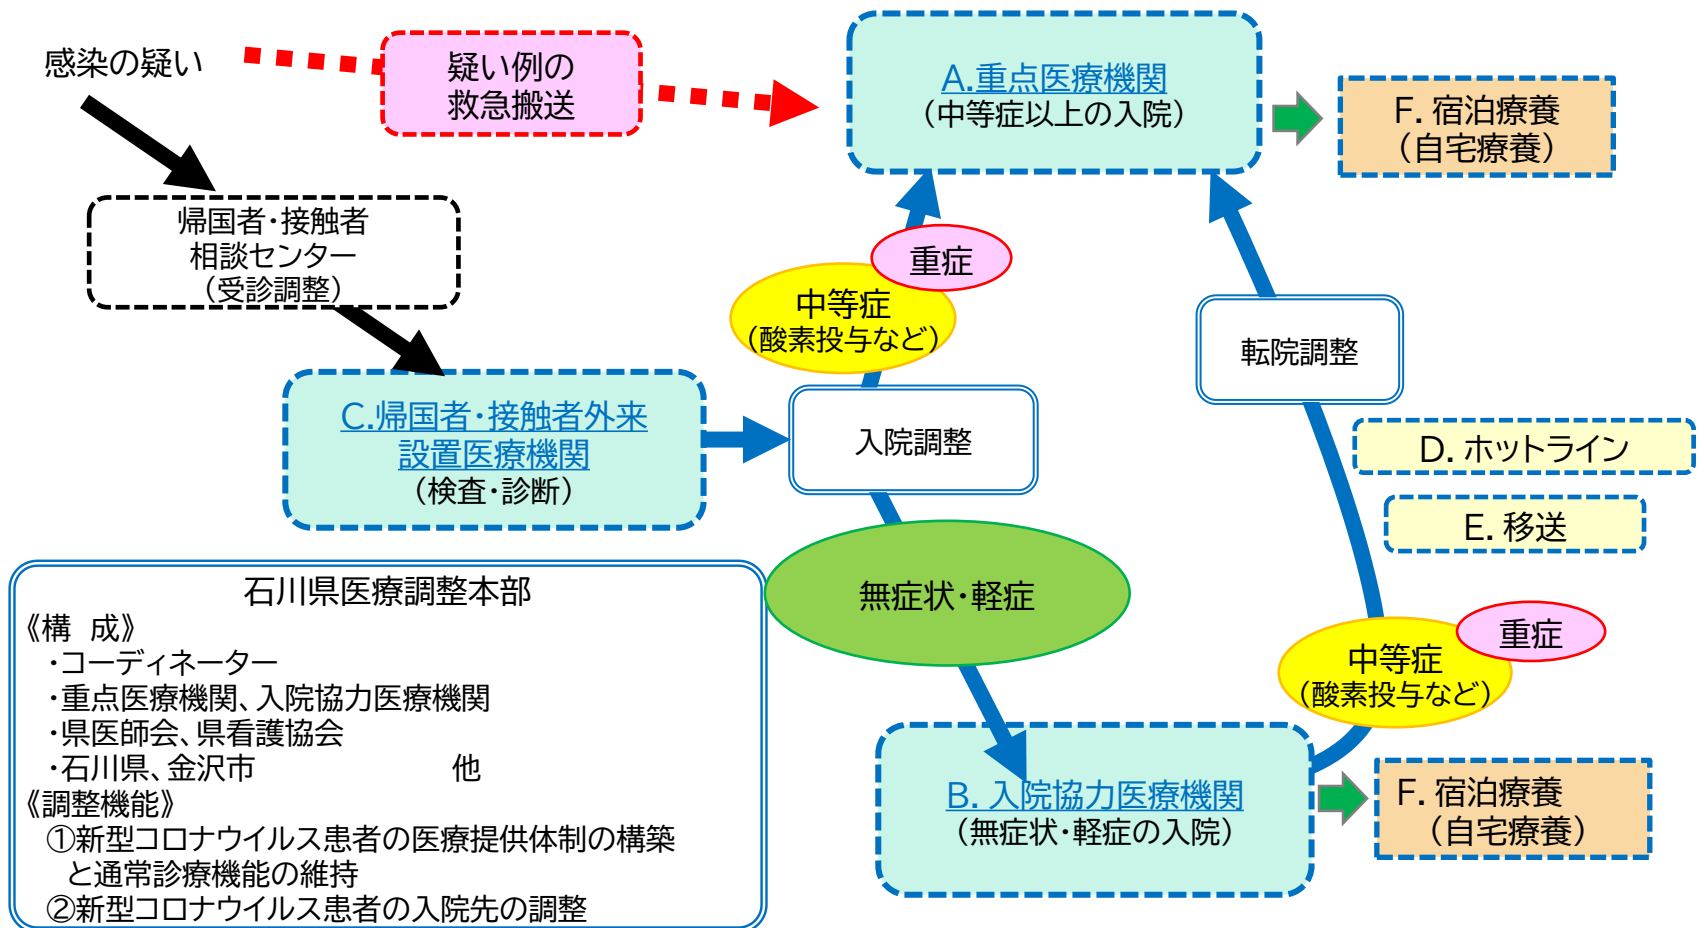 感染の疑い
疑い例の
救急搬送
A.重点医療機関
（中等症以上の入院）
F. 宿泊療養
（自宅療養）
帰国者・接触者
相談センター
（受診調整）
重症
中等症
（酸素投与など）
転院調整
C.帰国者・接触者外来
設置医療機関
（検査・診断）
入院調整
D. ホットライン
E. 移送
無症状・軽症
重症
中等症
（酸素投与など）
B. 入院協力医療機関
（無症状・軽症の入院）
F. 宿泊療養
（自宅療養）
石川県医療調整本部
《構 成》
・コーディネーター
・重点医療機関、入院協力医療機関
・県医師会、県看護協会
・石川県、金沢市 他
《調整機能》
①新型コロナウイルス患者の医療提供体制の構築
と通常診療機能の維持
②新型コロナウイルス患者の入院先の調整